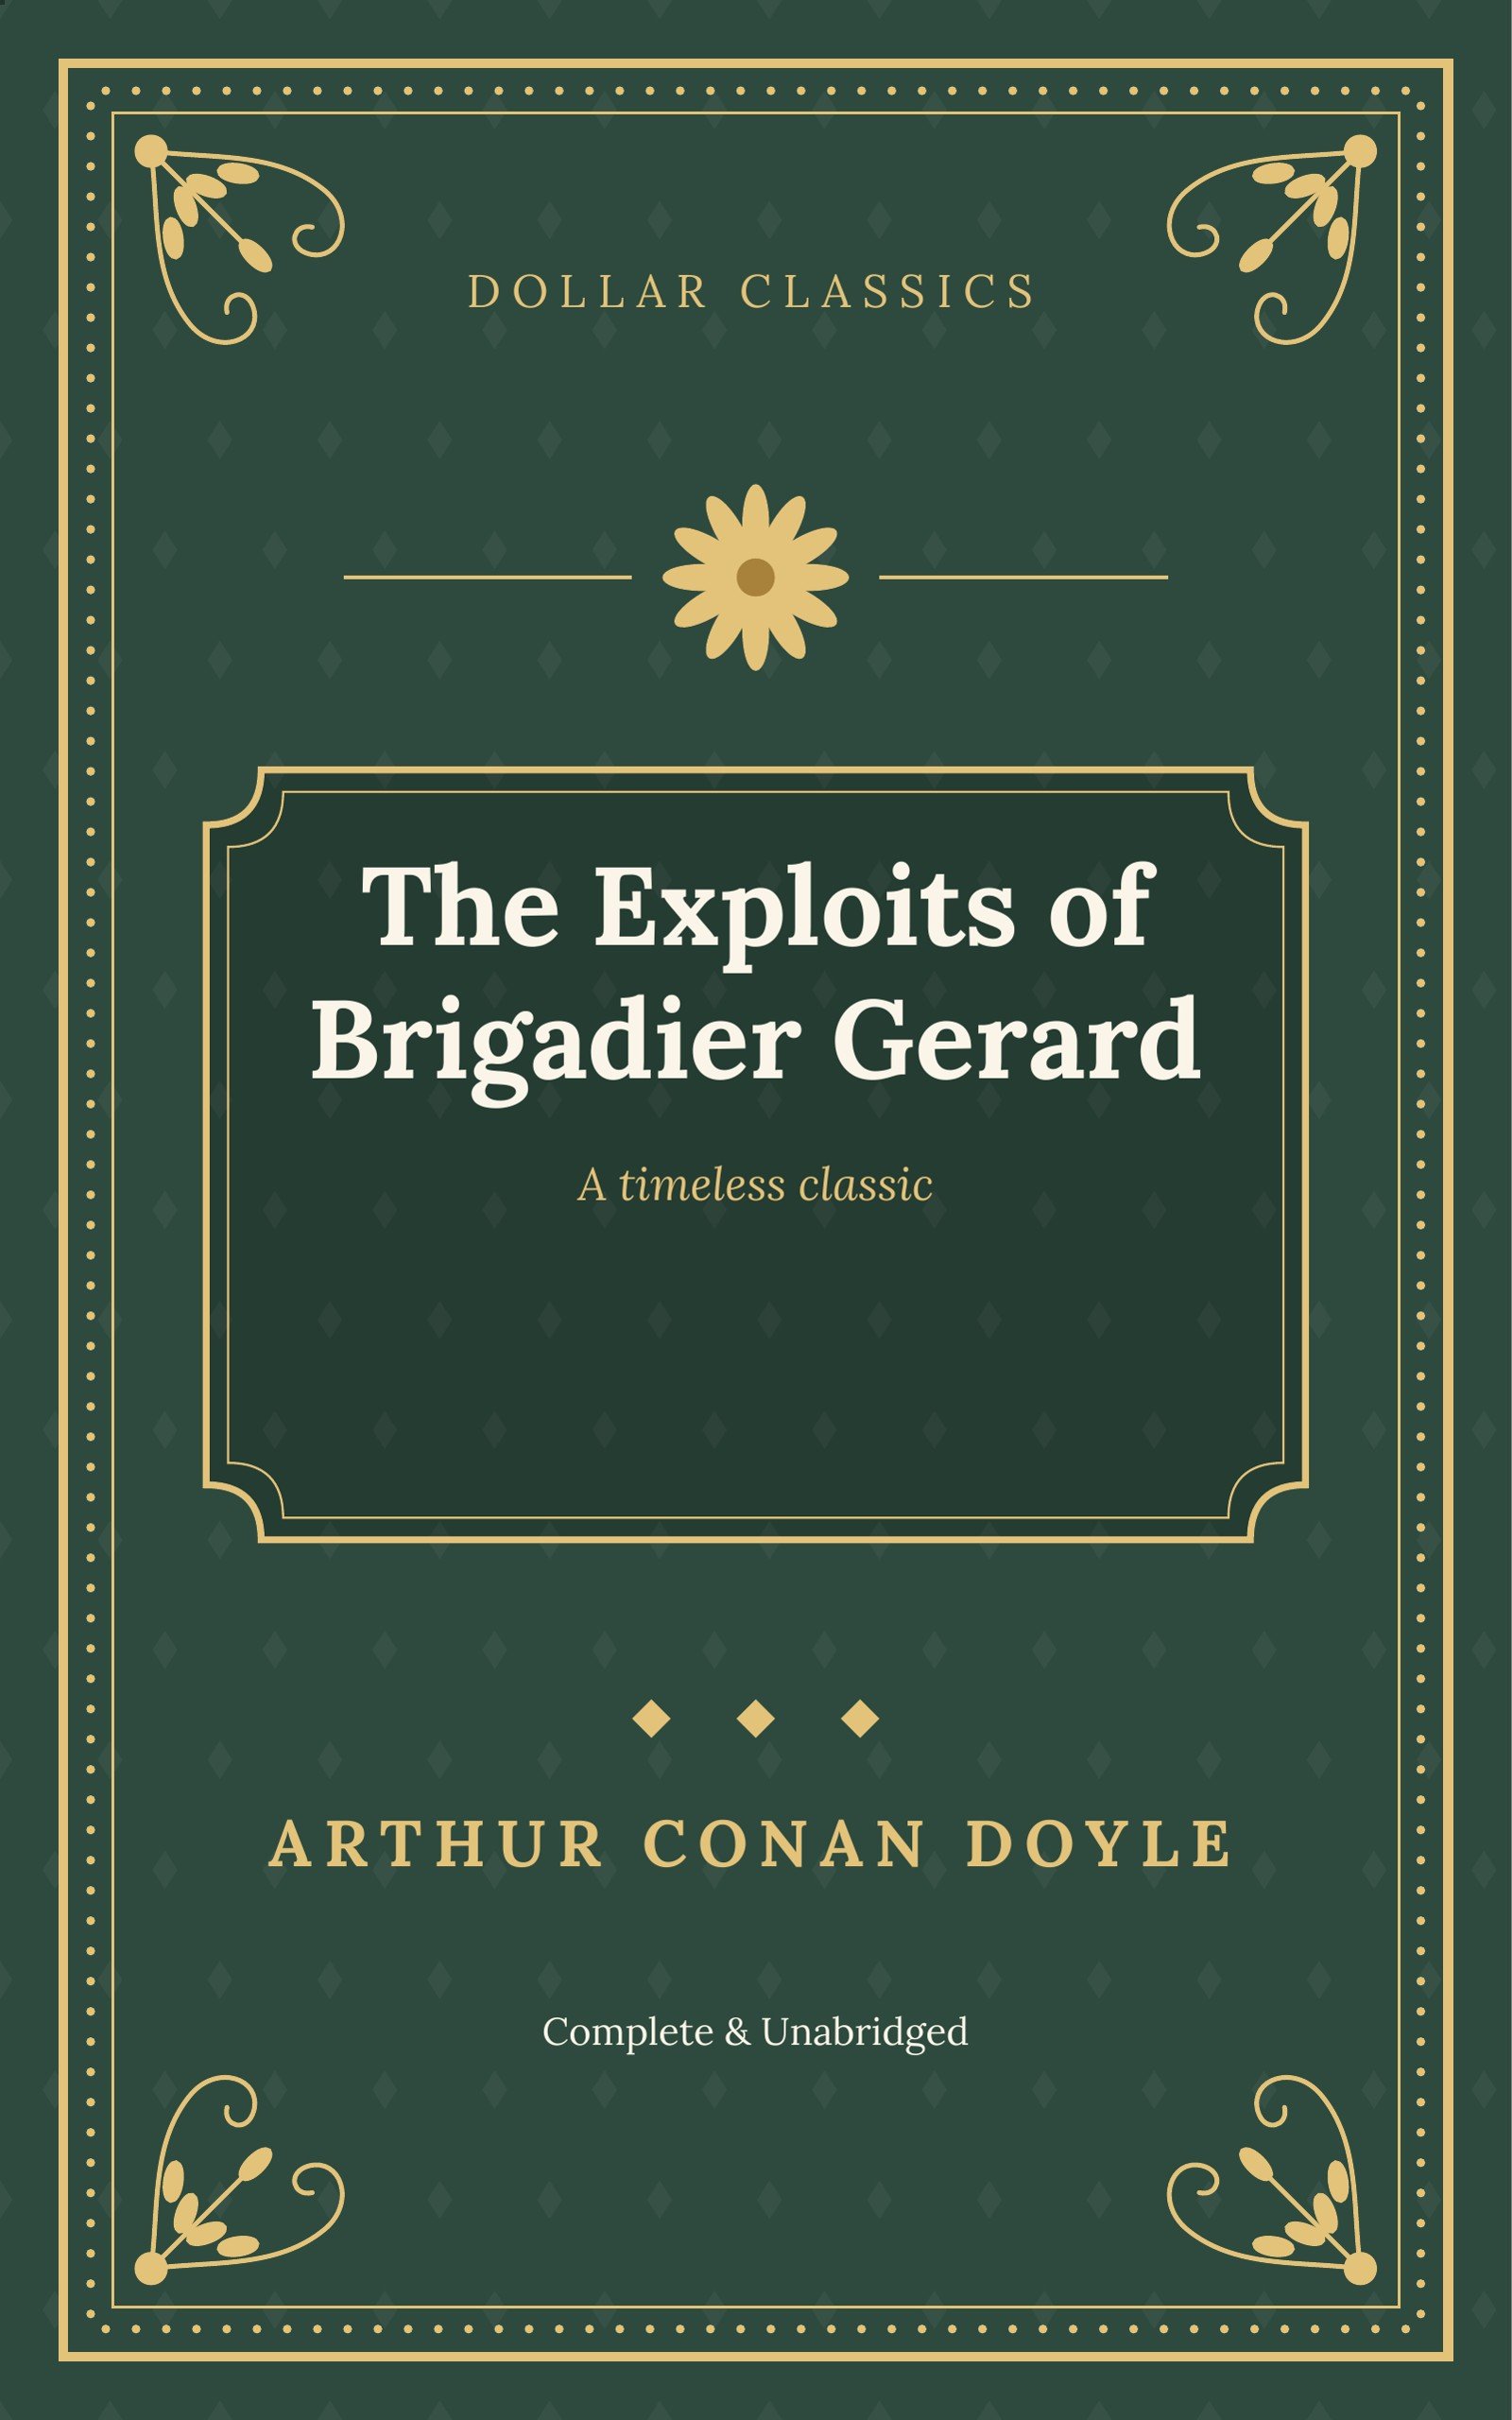 DOLLAR CLASSICS
The Exploits of
Brigadier Gerard
A timeless classic
ARTHUR CONAN DOYLE
Complete & Unabridged